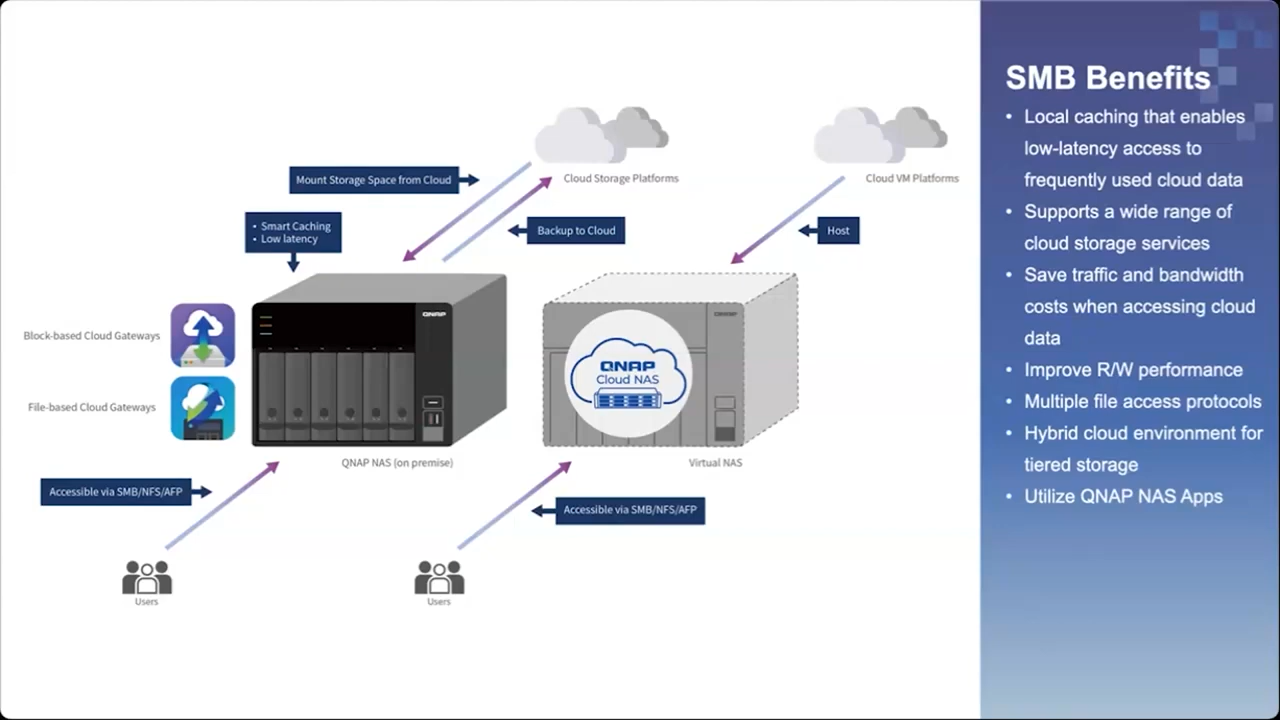 Mount Storage Space from Cloud
Cloud Storage Platforms
Cloud VM Platforms
• Smart Caching
• Low latency
Backup to Cloud
Host
QNAP
QNAP
Block-based Cloud Gateways
File-based Cloud Gateways
QNAP
Cloud NAS
QNAP NAS (on premise)
Virtual NAS
Accessible via SMB/NFS/AFP
Accessible via SMB/NFS/AFP
Users
Users
SMB Benefits
• Local caching that enables
low-latency access to
frequently used cloud data
• Supports a wide range of
cloud storage services
• Save traffic and bandwidth
costs when accessing cloud
data
• Improve R/W performance
• Multiple file access protocols
• Hybrid cloud environment for
tiered storage
• Utilize QNAP NAS Apps